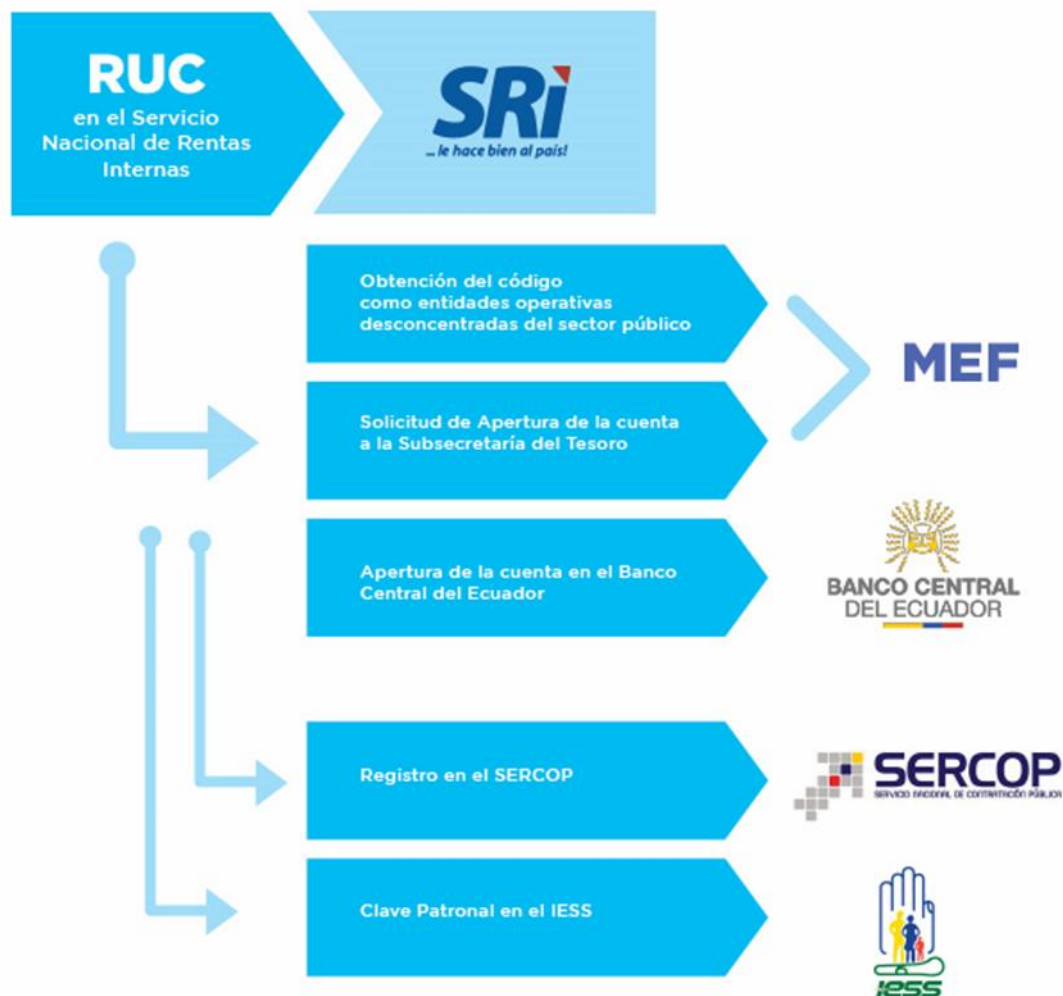 RUC
en el Servicio
Nacional de Rentas
Internas
SRi
... le hace bien al país!
Obtención del código
como entidades operativas
desconcentradas del sector público
MEF
Solicitud de Apertura de la cuenta
a la Subsecretaría del Tesoro
Apertura de la cuenta en el Banco
Central del Ecuador
BANCO CENTRAL
DEL ECUADOR
Registro en el SERCOP
SERCOP
SERVICIO NACIONAL DE CONTRATACIÓN PÚBLICA
Clave Patronal en el IESS
IESS